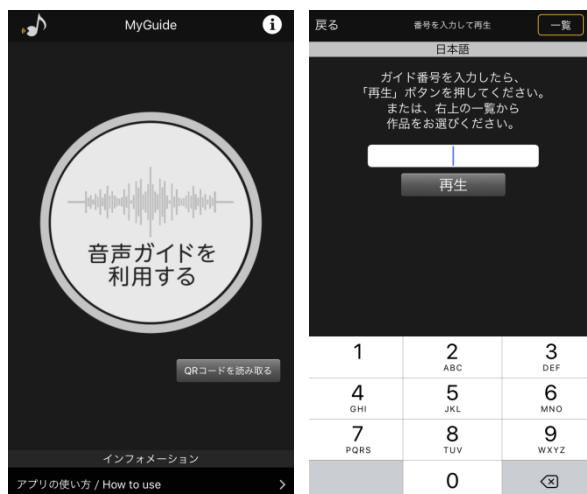 MyGuide
音声ガイドを
利用する
QRコードを読み取る
インフォメーション
アプリの使い方 / How to use
戻る
番号を入力して再生
一覧
日本語
ガイド番号を入力したら、
「再生」ボタンを押してください。
または、右上の一覧から
作品をお選びください。
再生
1
2
ABC
3
DEF
4
GHI
5
JKL
6
MNO
7
PQRS
8
TUV
9
WXYZ
0